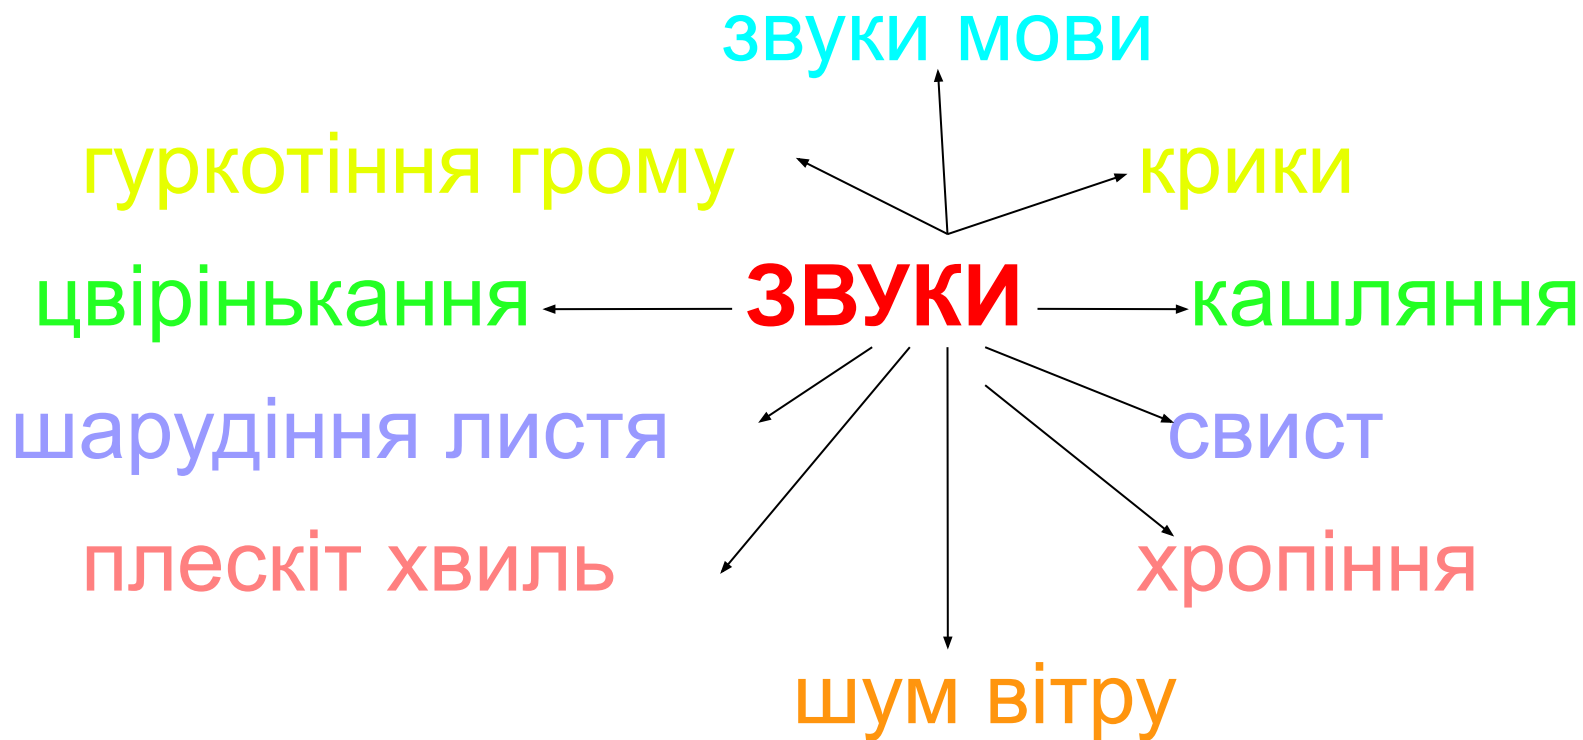 звуки мови
гуркотіння грому
крики
цвірінькання
ЗВУКИ
кашляння
шарудіння листя
свист
плескіт хвиль
хропіння
шум вітру